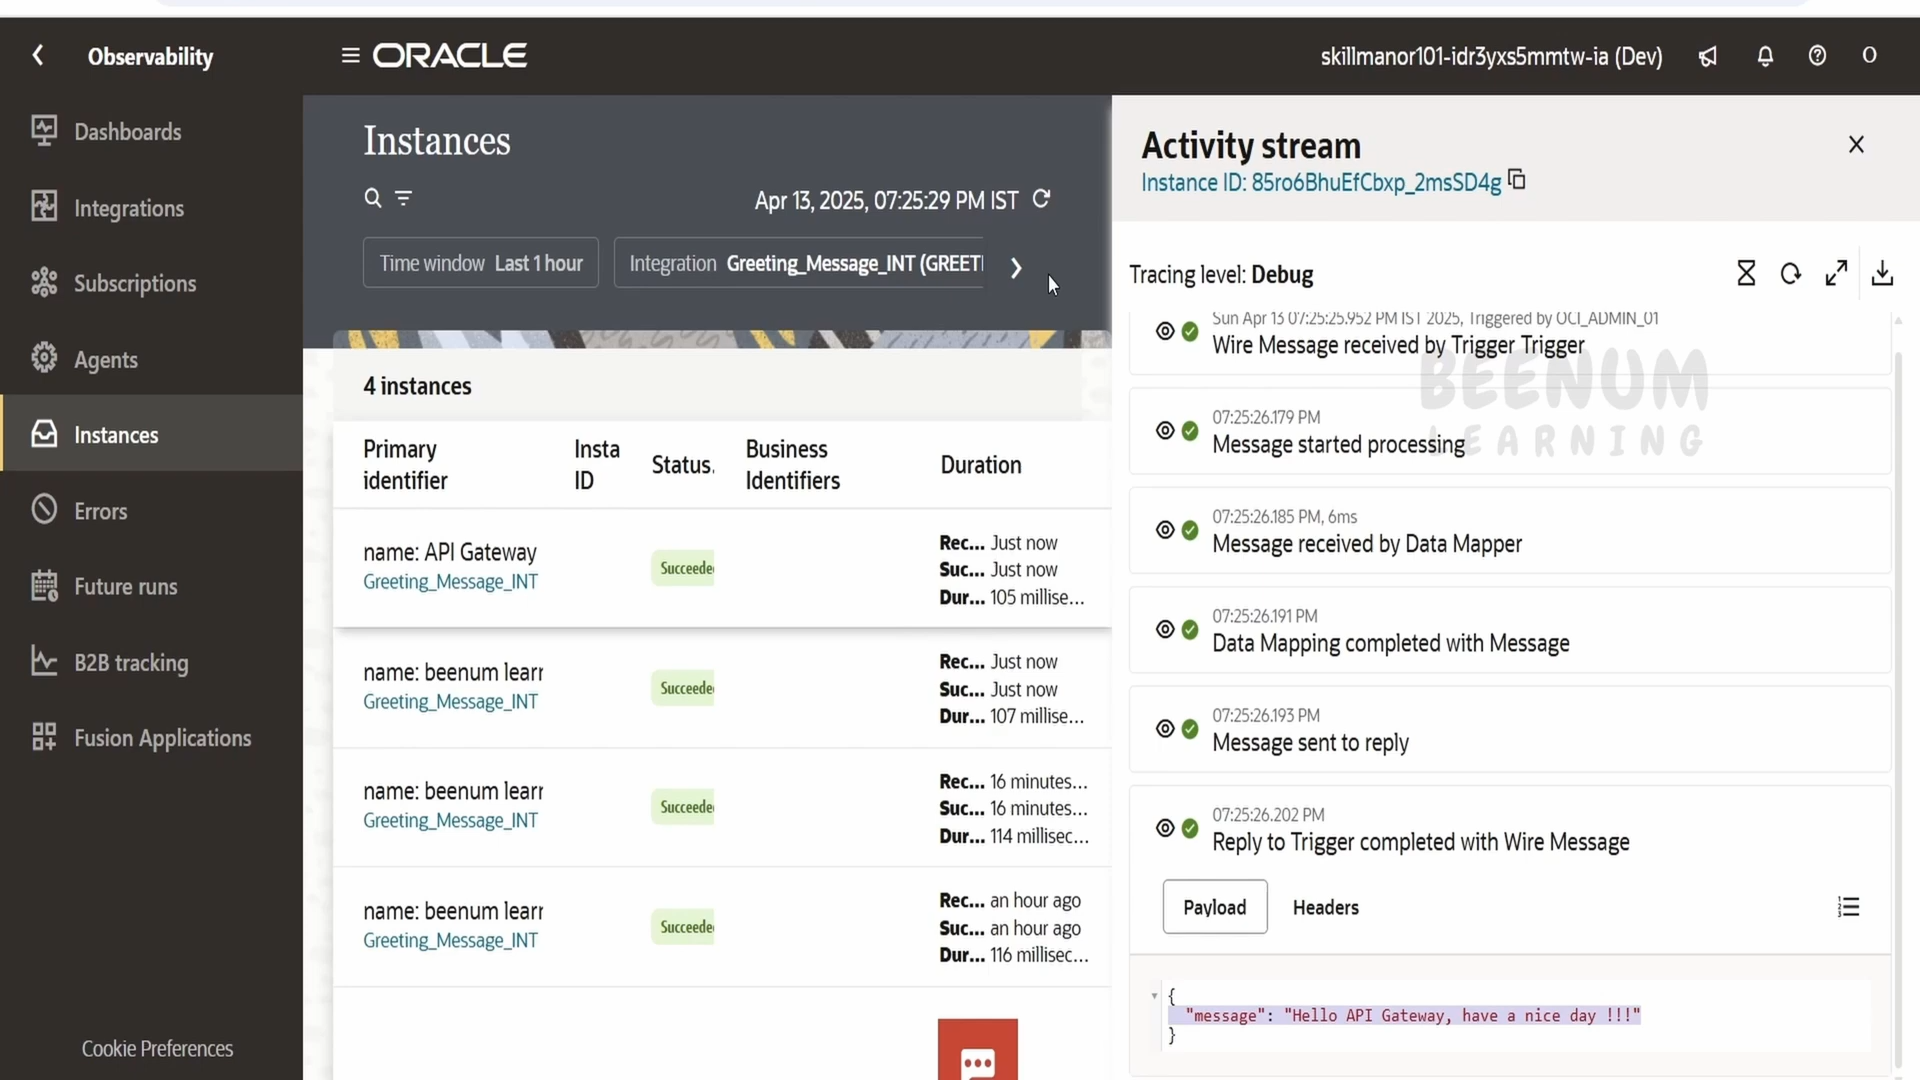 Observability
ORACLE
skillmanor101-idr3yxs5mmtw-ia (Dev)
O
Dashboards
Integrations
Subscriptions
Agents
Instances
Errors
Future runs
B2B tracking
Fusion Applications
Cookie Preferences
Instances
Apr 13, 2025, 07:25:29 PM IST
Time window Last 1 hour
Integration Greeting_Message_INT (GREETI
4 instances
Primary identifier
Insta ID
Status.
Business Identifiers
Duration
name: API Gateway
Greeting_Message_INT
Succeede
Rec... Just now
Suc... Just now
Dur... 105 millise...
name: beenum learr
Greeting_Message_INT
Succeede
Rec... Just now
Suc... Just now
Dur... 107 millise...
name: beenum learr
Greeting_Message_INT
Succeede
Rec... 16 minutes...
Suc... 16 minutes...
Dur... 114 millisec...
name: beenum learr
Greeting_Message_INT
Succeede
Rec... an hour ago
Suc... an hour ago
Dur... 116 millisec...
Activity stream
Instance ID: 85ro6BhuEfCbxp_2msSD4g
Tracing level: Debug
Sun Apr 13 07:25:25.952 PM IST 2025, Triggered by OCI_ADMIN_01
Wire Message received by Trigger Trigger
BEENUM
LEARNING
07:25:26.179 PM
Message started processing
07:25:26.185 PM, 6ms
Message received by Data Mapper
07:25:26.191 PM
Data Mapping completed with Message
07:25:26.193 PM
Message sent to reply
07:25:26.202 PM
Reply to Trigger completed with Wire Message
Payload
Headers
{
"message": "Hello API Gateway, have a nice day !!!"
}